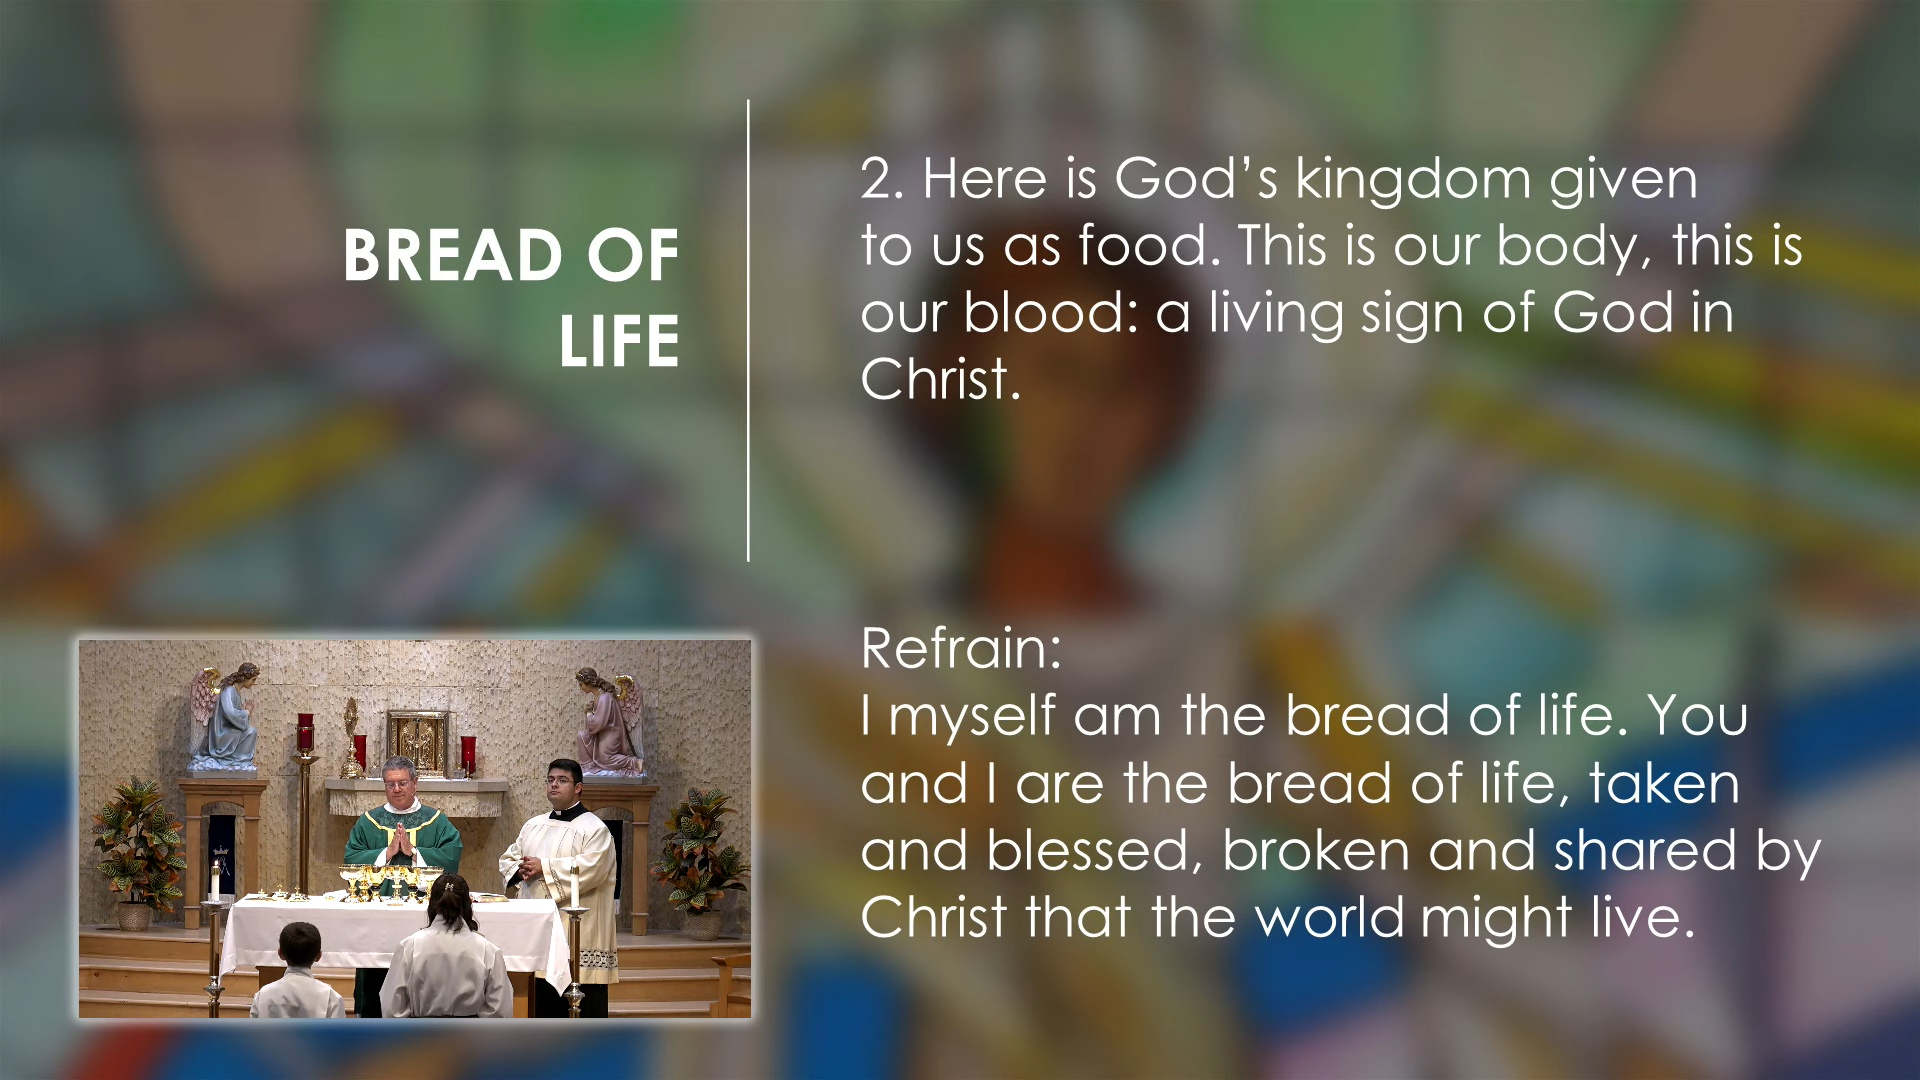 BREAD OF
LIFE
2. Here is God’s kingdom given
to us as food. This is our body, this is
our blood: a living sign of God in
Christ.
Refrain:
I myself am the bread of life. You
and I are the bread of life, taken
and blessed, broken and shared by
Christ that the world might live.